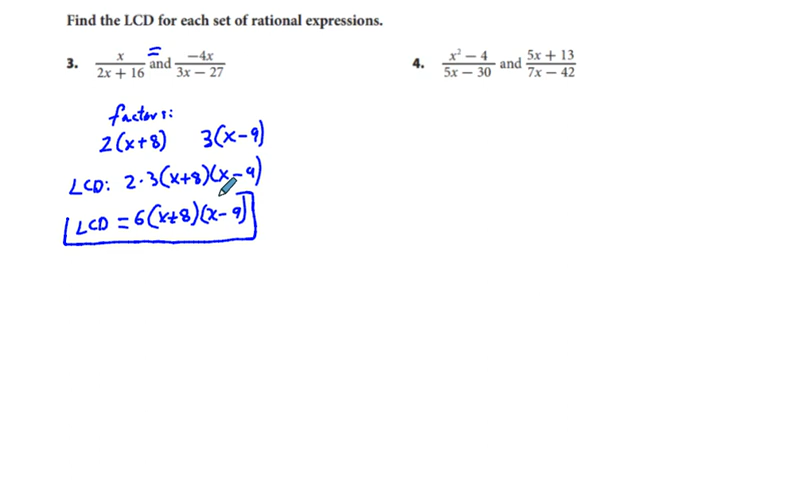 Find the LCD for each set of rational expressions.
3. x/(2x + 16) and −4x/(3x − 27)
=
factors:
2(x+8) 3(x−9)
LCD: 2·3(x+8)(x−9)
LCD = 6(x+8)(x−9)
4. (x² − 4)/(5x − 30) and (5x + 13)/(7x − 42)